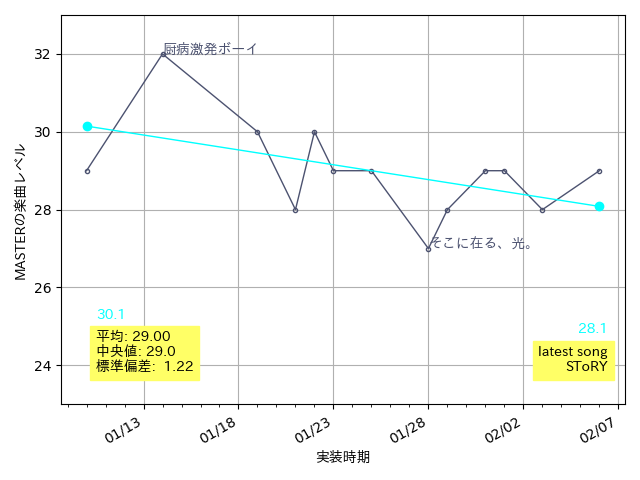 32
30
28
26
24
MASTERの楽曲レベル
厨病激発ボーイ
そこに在る、光。
30.1
平均: 29.00
中央値: 29.0
標準偏差: 1.22
28.1
latest song
SToRY
01/13
01/18
01/23
01/28
02/02
02/07
実装時期